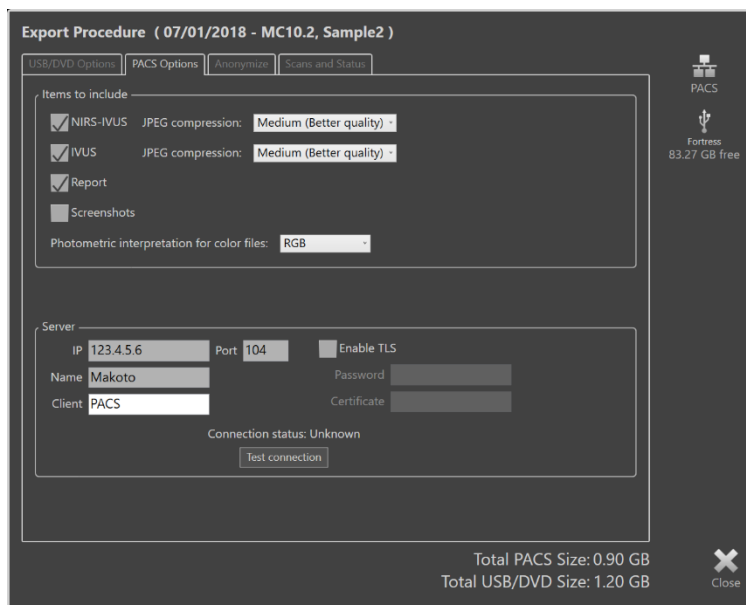 Export Procedure ( 07/01/2018 - MC10.2, Sample2 )
USB/DVD Options PACS Options Anonymize Scans and Status
Items to include
NIRS-IVUS JPEG compression: Medium (Better quality)
IVUS JPEG compression: Medium (Better quality)
Report
Screenshots
Photometric interpretation for color files: RGB
Server
IP 123.4.5.6 Port 104 Enable TLS
Name Makoto Password
Client PACS Certificate
Connection status: Unknown
Test connection
PACS
Fortress
83.27 GB free
Total PACS Size: 0.90 GB
Total USB/DVD Size: 1.20 GB
Close